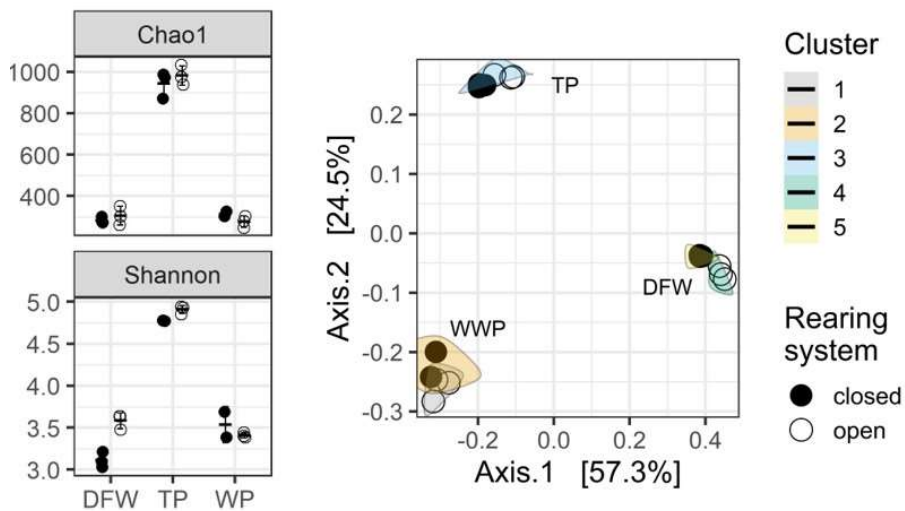 Chao1
1000
800
600
400
Shannon
5.0
4.5
4.0
3.5
3.0
DFW TP WP
Axis.2 [24.5%]
0.2
0.1
0.0
-0.1
-0.2
-0.3
TP
DFW
WWP
-0.2 0.0 0.2 0.4
Axis.1 [57.3%]
Cluster
1
2
3
4
5
Rearing
system
closed
open